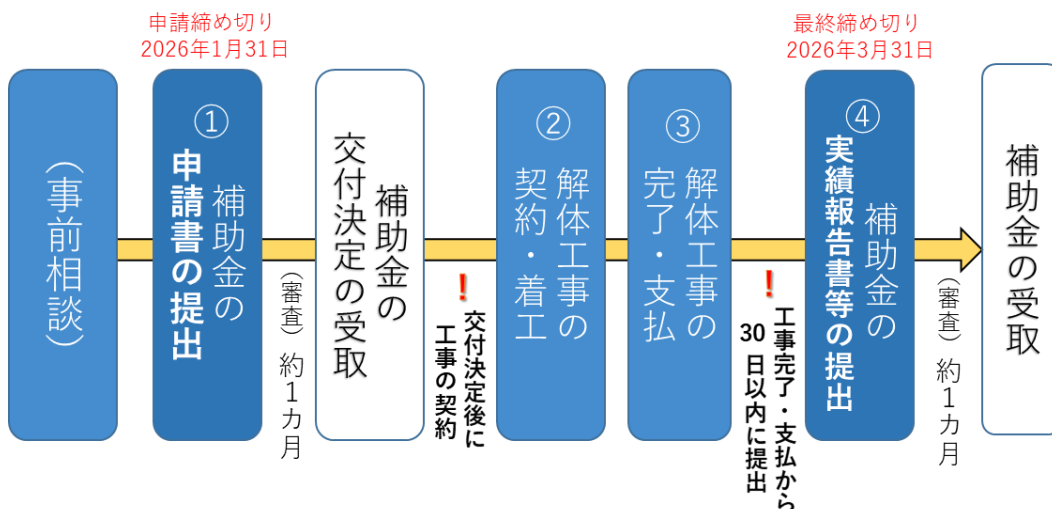 申請締め切り
2026年1月31日
最終締め切り
2026年3月31日
(事前相談)
①
補助金の
申請書の提出
(審査)約1カ月
補助金の
交付決定の受取
!
交付決定後に
工事の契約
②
解体工事の
契約・着工
③
解体工事の
完了・支払
!
工事完了・支払から
30日以内に提出
④
補助金の
実績報告書等の提出
(審査)約1カ月
補助金の受取